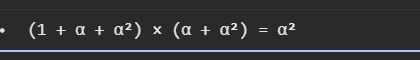 • (1 + α + α²) × (α + α²) = α²